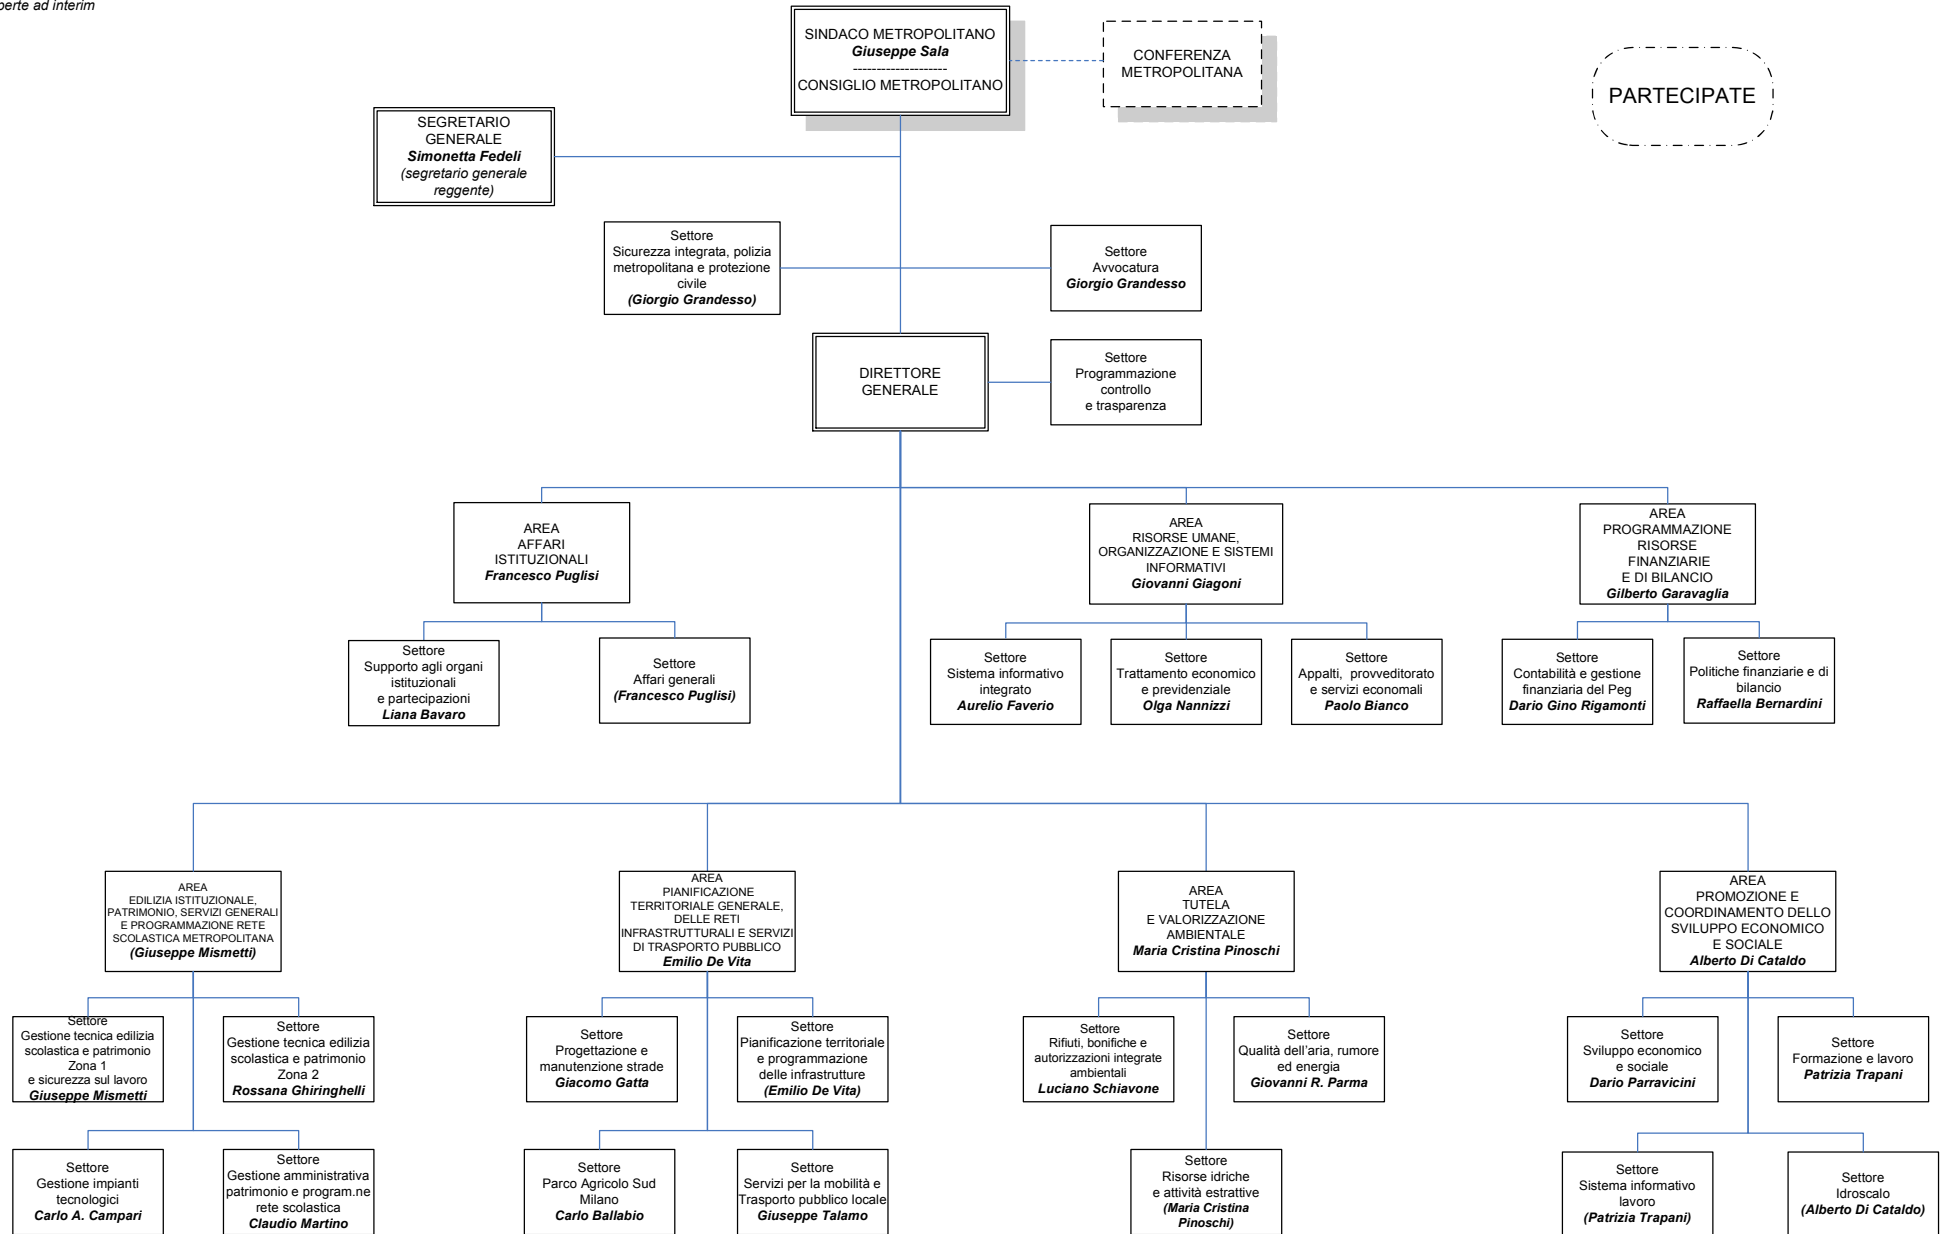 perte ad interim
SINDACO METROPOLITANO
Giuseppe Sala
--------------------
CONSIGLIO METROPOLITANO
CONFERENZA
METROPOLITANA
PARTECIPATE
SEGRETARIO
GENERALE
Simonetta Fedeli
(segretario generale
reggente)
Settore
Sicurezza integrata, polizia
metropolitana e protezione
civile
(Giorgio Grandesso)
Settore
Avvocatura
Giorgio Grandesso
DIRETTORE
GENERALE
Settore
Programmazione
controllo
e trasparenza
AREA
AFFARI
ISTITUZIONALI
Francesco Puglisi
AREA
RISORSE UMANE,
ORGANIZZAZIONE E SISTEMI
INFORMATIVI
Giovanni Giagoni
AREA
PROGRAMMAZIONE
RISORSE
FINANZIARIE
E DI BILANCIO
Gilberto Garavaglia
Settore
Supporto agli organi
istituzionali
e partecipazioni
Liana Bavaro
Settore
Affari generali
(Francesco Puglisi)
Settore
Sistema informativo
integrato
Aurelio Faverio
Settore
Trattamento economico
e previdenziale
Olga Nannizzi
Settore
Appalti, provveditorato
e servizi economali
Paolo Bianco
Settore
Contabilità e gestione
finanziaria del Peg
Dario Gino Rigamonti
Settore
Politiche finanziarie e di
bilancio
Raffaella Bernardini
AREA
EDILIZIA ISTITUZIONALE,
PATRIMONIO, SERVIZI GENERALI
E PROGRAMMAZIONE RETE
SCOLASTICA METROPOLITANA
(Giuseppe Mismetti)
AREA
PIANIFICAZIONE
TERRITORIALE GENERALE,
DELLE RETI
INFRASTRUTTURALI E SERVIZI
DI TRASPORTO PUBBLICO
Emilio De Vita
AREA
TUTELA
E VALORIZZAZIONE
AMBIENTALE
Maria Cristina Pinoschi
AREA
PROMOZIONE E
COORDINAMENTO DELLO
SVILUPPO ECONOMICO
E SOCIALE
Alberto Di Cataldo
Settore
Gestione tecnica edilizia
scolastica e patrimonio
Zona 1
e sicurezza sul lavoro
Giuseppe Mismetti
Settore
Gestione tecnica edilizia
scolastica e patrimonio
Zona 2
Rossana Ghiringhelli
Settore
Progettazione e
manutenzione strade
Giacomo Gatta
Settore
Pianificazione territoriale
e programmazione
delle infrastrutture
(Emilio De Vita)
Settore
Rifiuti, bonifiche e
autorizzazioni integrate
ambientali
Luciano Schiavone
Settore
Qualità dell'aria, rumore
ed energia
Giovanni R. Parma
Settore
Sviluppo economico
e sociale
Dario Parravicini
Settore
Formazione e lavoro
Patrizia Trapani
Settore
Gestione impianti
tecnologici
Carlo A. Campari
Settore
Gestione amministrativa
patrimonio e program.ne
rete scolastica
Claudio Martino
Settore
Parco Agricolo Sud
Milano
Carlo Ballabio
Settore
Servizi per la mobilità e
Trasporto pubblico locale
Giuseppe Talamo
Settore
Risorse idriche
e attività estrattive
(Maria Cristina
Pinoschi)
Settore
Sistema informativo
lavoro
(Patrizia Trapani)
Settore
Idroscalo
(Alberto Di Cataldo)